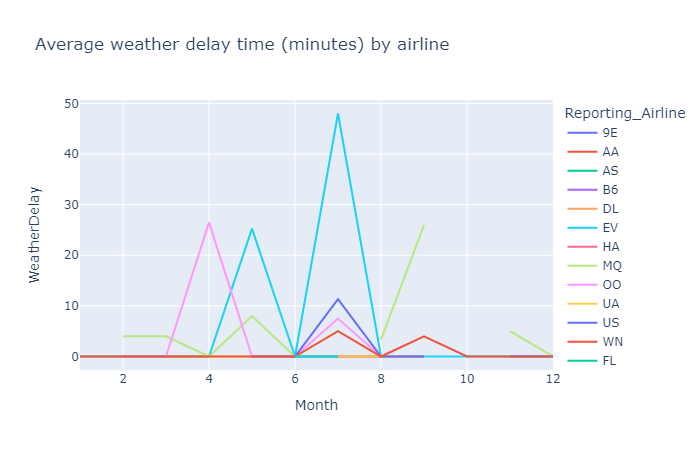 Average weather delay time (minutes) by airline
50
40
30
20
10
0
WeatherDelay
2
4
6
8
10
12
Month
Reporting_Airline
9E
AA
AS
B6
DL
EV
HA
MQ
OO
UA
US
WN
FL